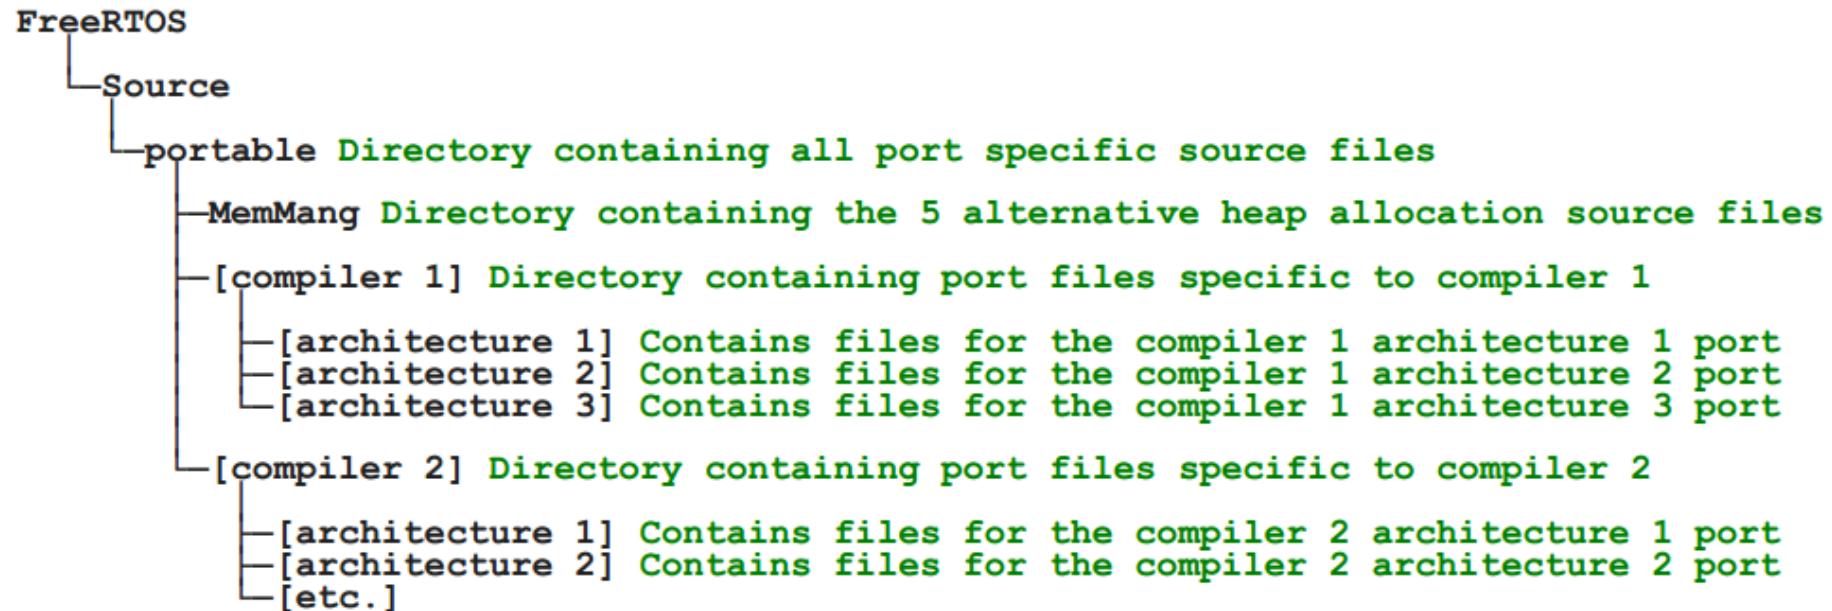 FreeRTOS
Source
portable Directory containing all port specific source files
MemMang Directory containing the 5 alternative heap allocation source files
[compiler 1] Directory containing port files specific to compiler 1
[architecture 1] Contains files for the compiler 1 architecture 1 port
[architecture 2] Contains files for the compiler 1 architecture 2 port
[architecture 3] Contains files for the compiler 1 architecture 3 port
[compiler 2] Directory containing port files specific to compiler 2
[architecture 1] Contains files for the compiler 2 architecture 1 port
[architecture 2] Contains files for the compiler 2 architecture 2 port
[etc.]